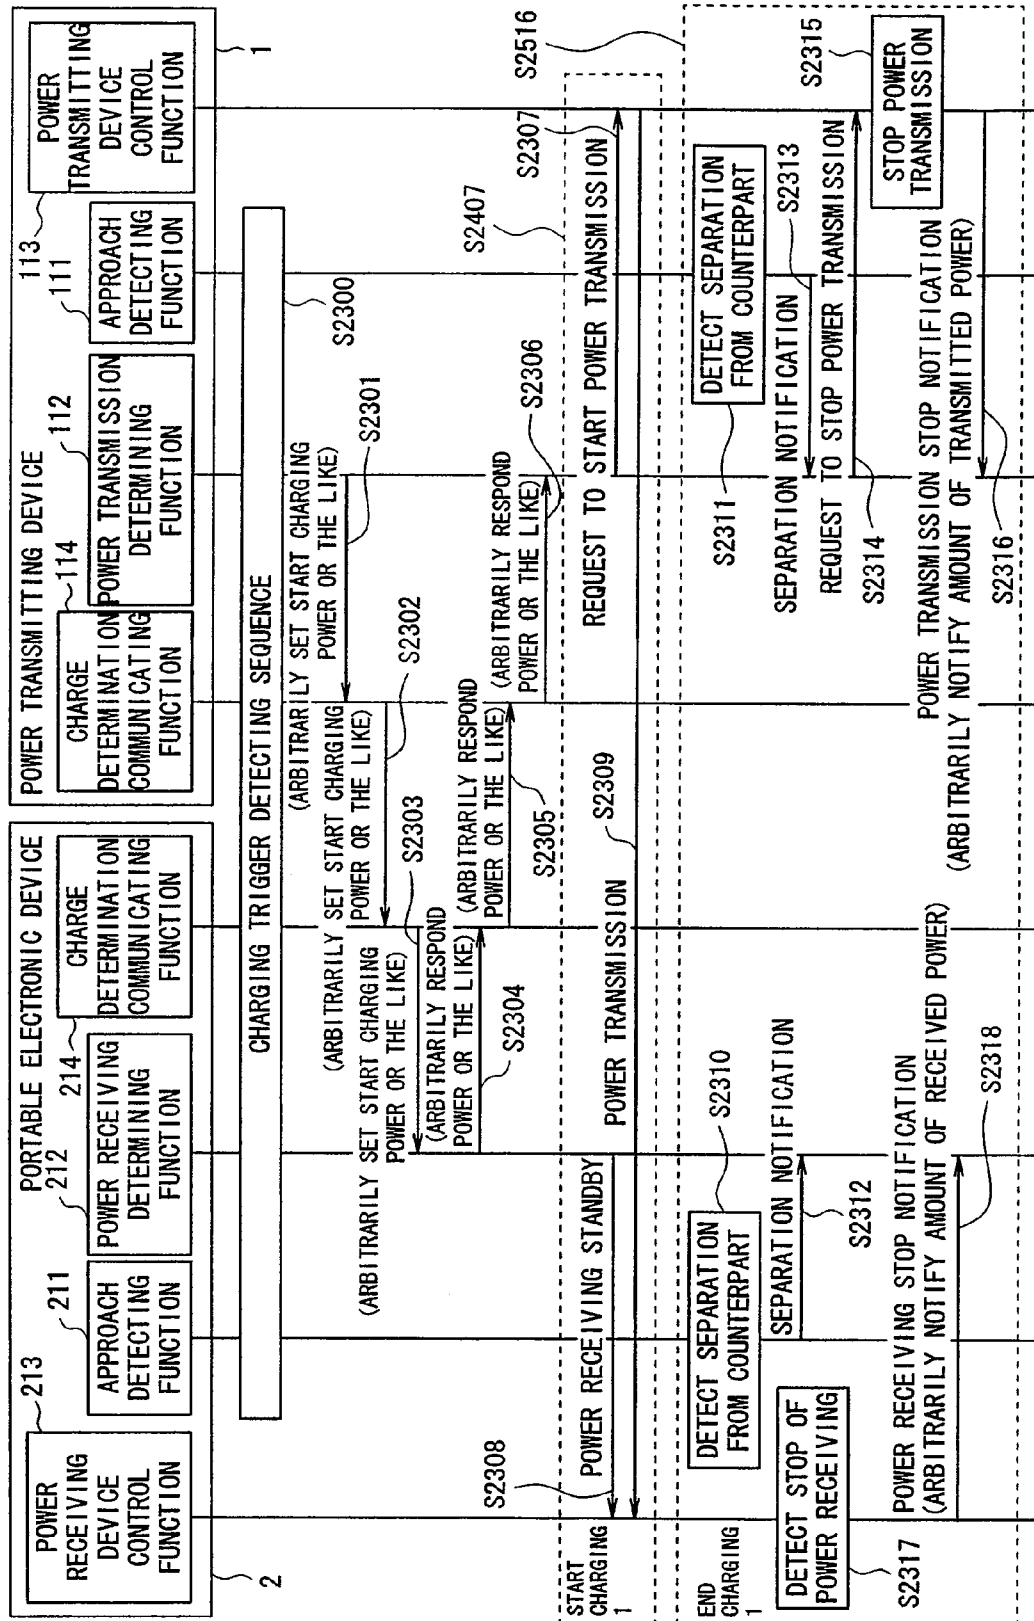 PORTABLE ELECTRONIC DEVICE
POWER TRANSMITTING DEVICE
213
POWER
RECEIVING
DEVICE
CONTROL
FUNCTION
211
APPROACH
DETECTING
FUNCTION
212
POWER RECEIVING
DETERMINING
FUNCTION
214
CHARGE
DETERMINATION
COMMUNICATING
FUNCTION
114
CHARGE
DETERMINATION
COMMUNICATING
FUNCTION
112
POWER TRANSMISSION
DETERMINING
FUNCTION
111
APPROACH
DETECTING
FUNCTION
113
POWER
TRANSMITTING
DEVICE
CONTROL
FUNCTION
2
1
CHARGING TRIGGER DETECTING SEQUENCE
S2300
(ARBITRARILY SET START CHARGING
POWER OR THE LIKE)
S2301
(ARBITRARILY SET START CHARGING
POWER OR THE LIKE)
S2302
(ARBITRARILY SET START CHARGING
POWER OR THE LIKE)
S2303
(ARBITRARILY RESPOND
POWER OR THE LIKE)
S2304
(ARBITRARILY RESPOND
POWER OR THE LIKE)
S2305
(ARBITRARILY RESPOND
POWER OR THE LIKE)
S2306
START
CHARGING
1
S2407
REQUEST TO START POWER TRANSMISSION
S2307
S2308
POWER RECEIVING STANDBY
POWER TRANSMISSION
S2309
END
CHARGING
1
S2516
DETECT SEPARATION
FROM COUNTERPART
S2310
DETECT SEPARATION
FROM COUNTERPART
S2311
SEPARATION NOTIFICATION
S2312
SEPARATION NOTIFICATION
S2313
REQUEST TO STOP POWER TRANSMISSION
S2314
STOP POWER
TRANSMISSION
S2315
POWER TRANSMISSION STOP NOTIFICATION
(ARBITRARILY NOTIFY AMOUNT OF TRANSMITTED POWER)
S2316
DETECT STOP OF
POWER RECEIVING
S2317
POWER RECEIVING STOP NOTIFICATION
(ARBITRARILY NOTIFY AMOUNT OF RECEIVED POWER)
S2318